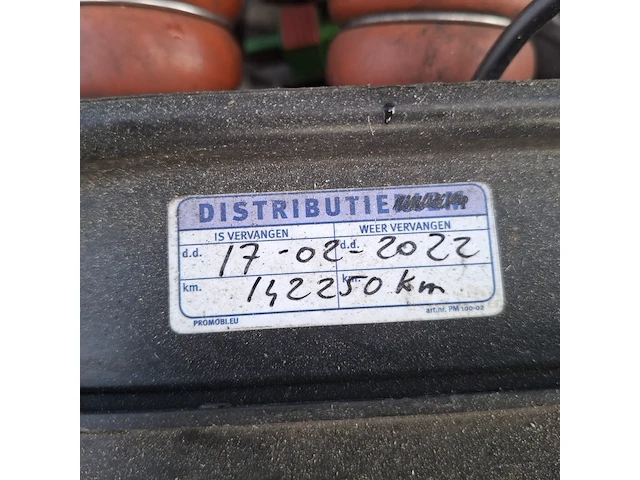 DISTRIBUTIE
IS VERVANGEN WEER VERVANGEN
d.d. 17-02-2022 d.d.
km. 142250 km km.
PROMOBI.EU art.nr. PM 100-02